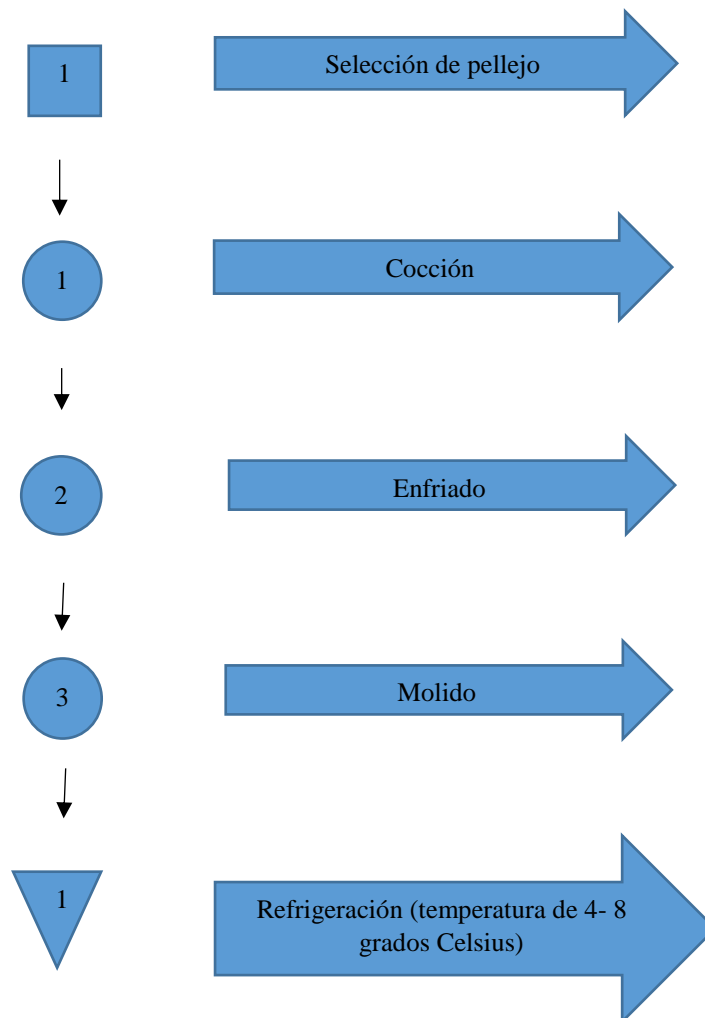 1
Selección de pellejo
1
Cocción
2
Enfriado
3
Molido
1
Refrigeración (temperatura de 4- 8
grados Celsius)